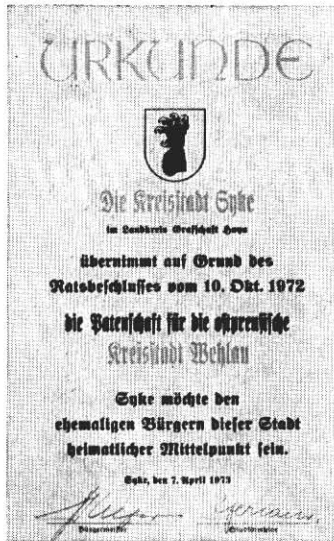 URKUNDE
Die Kreisstadt Syke
im Landkreis Grafschaft Hoya
übernimmt auf Grund des
Ratsbeschlusses vom 10. Okt. 1972
die Patenschaft für die ostpreußische
Kreisstadt Wehlau
Syke möchte den
ehemaligen Bürgern dieser Stadt
heimatlicher Mittelpunkt sein.
Syke, den 7. April 1973
Bürgermeister Stadtdirektor